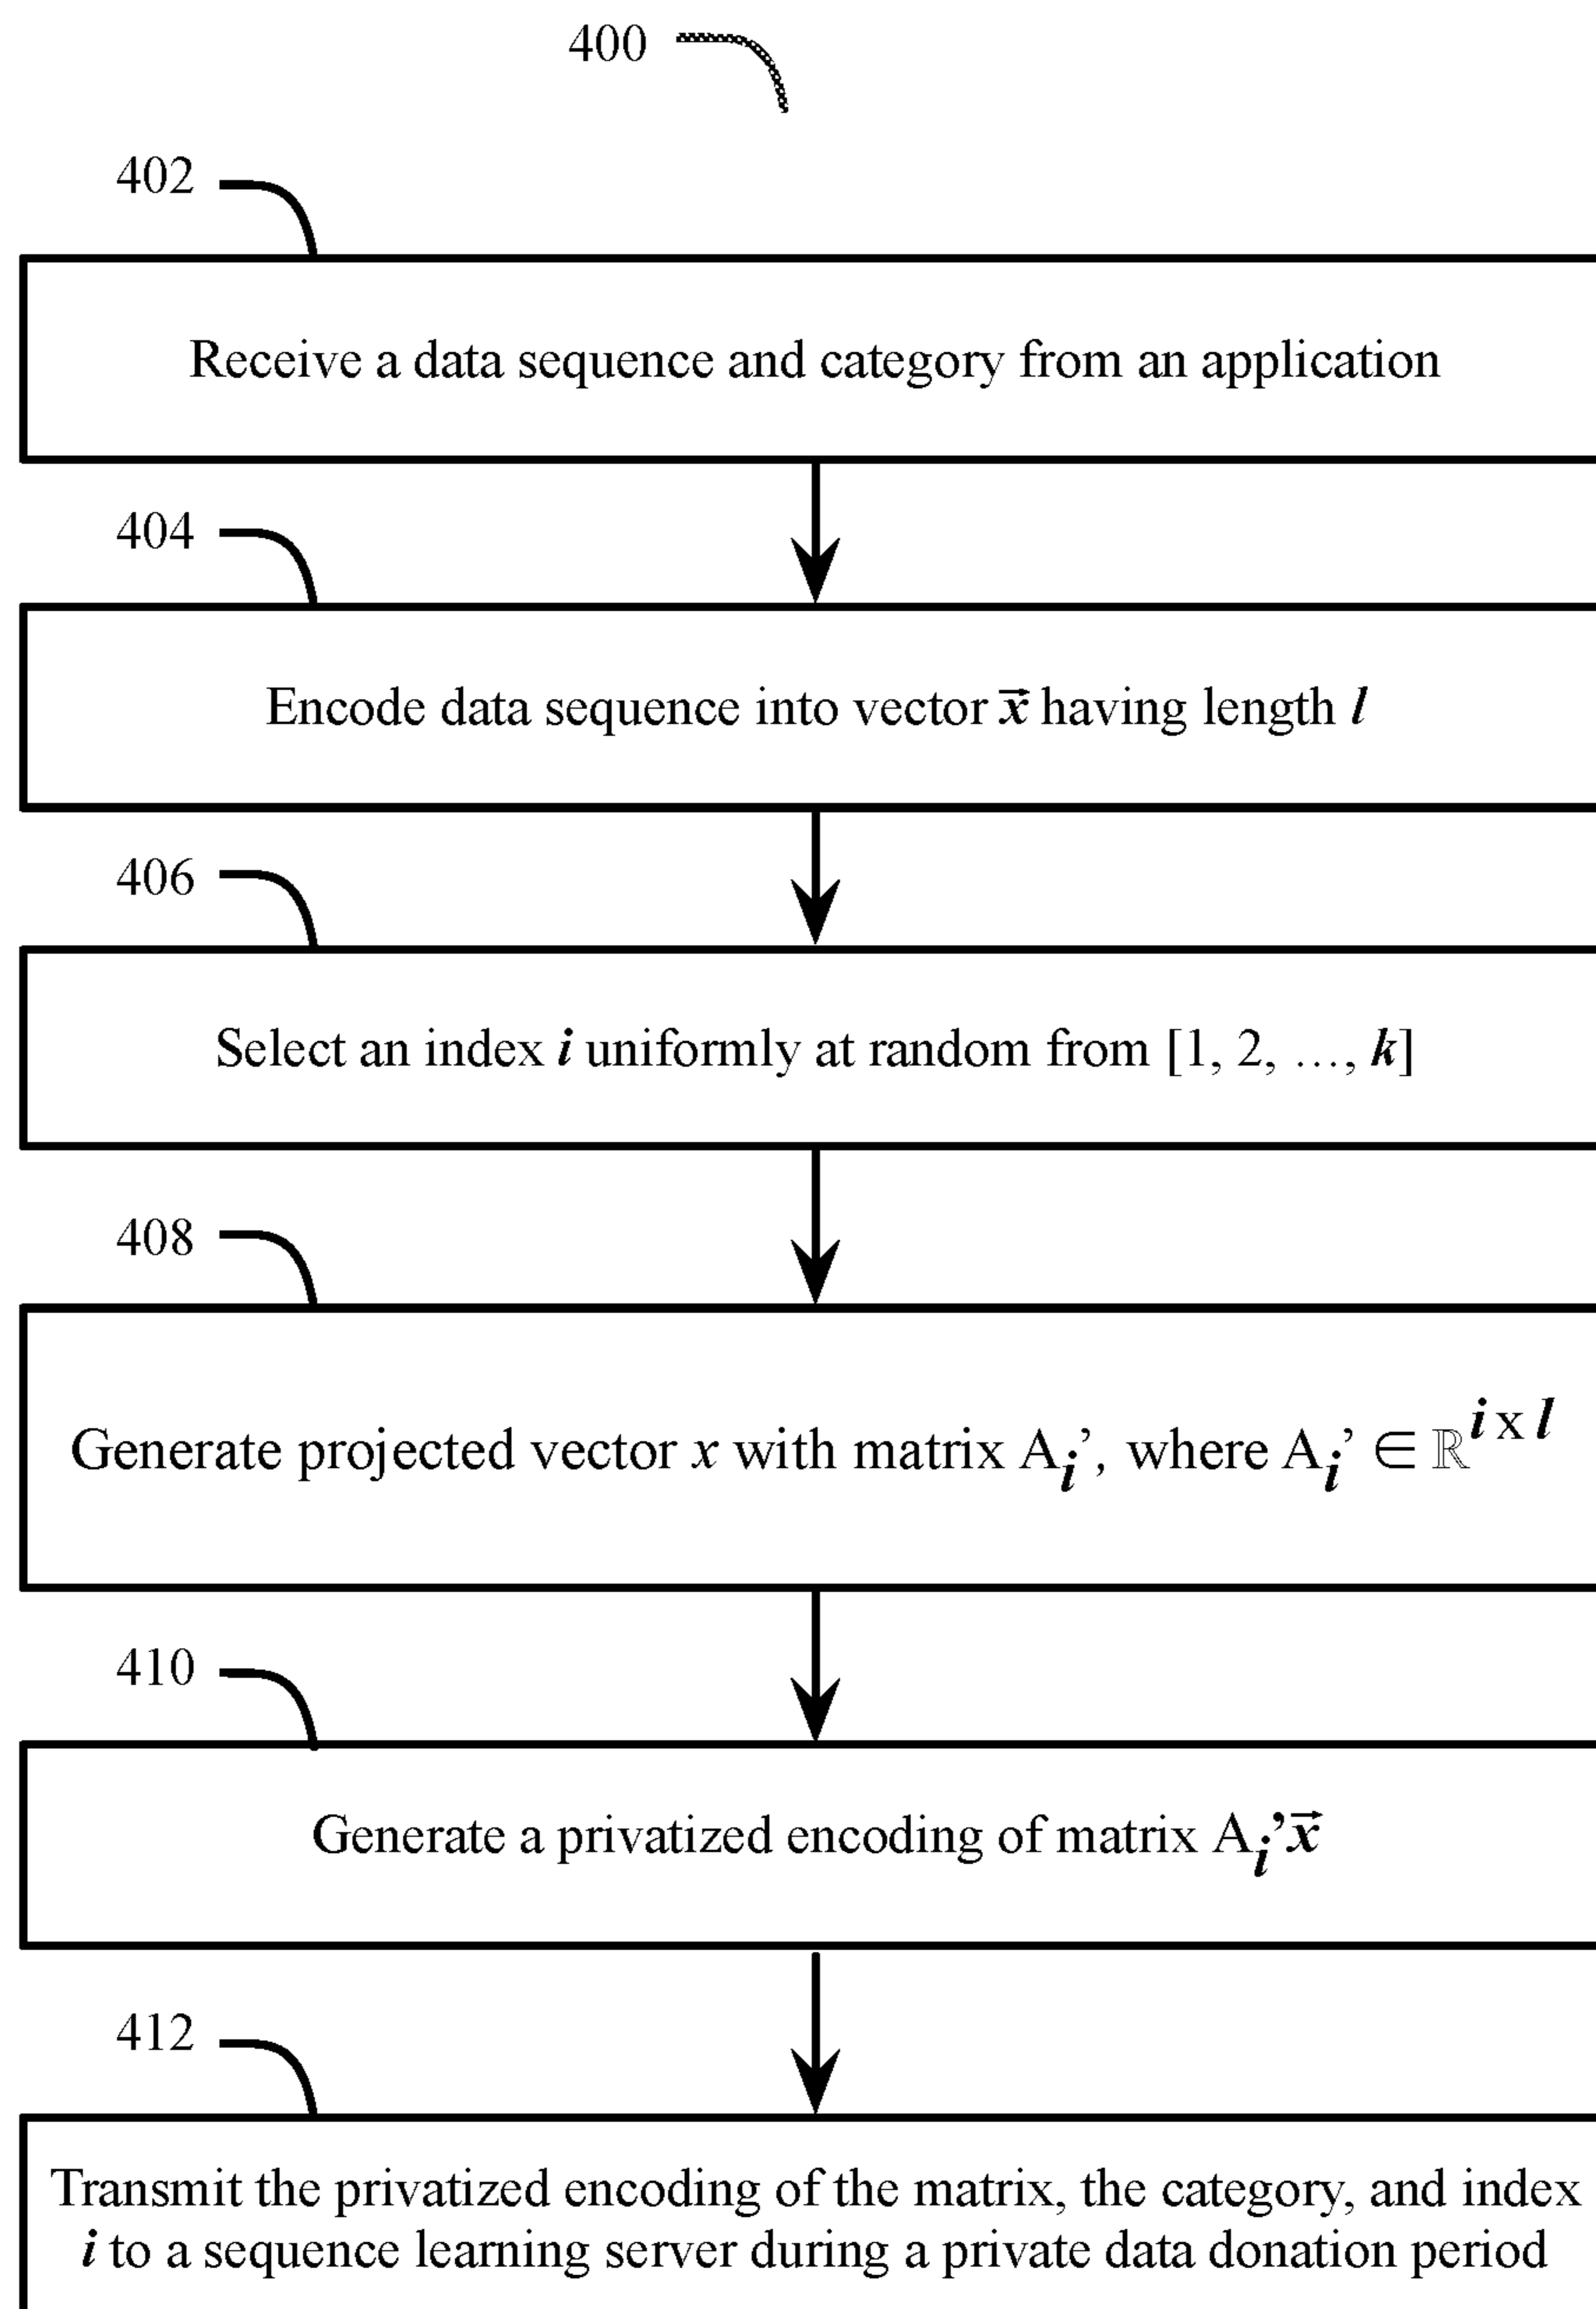 400
402
Receive a data sequence and category from an application
404
Encode data sequence into vector x⃗ having length l
406
Select an index i uniformly at random from [1, 2, …, k]
408
Generate projected vector x with matrix Aᵢ’, where Aᵢ’ ∈ ℝ^{i x l}
410
Generate a privatized encoding of matrix Aᵢ’x⃗
412
Transmit the privatized encoding of the matrix, the category, and index
i to a sequence learning server during a private data donation period